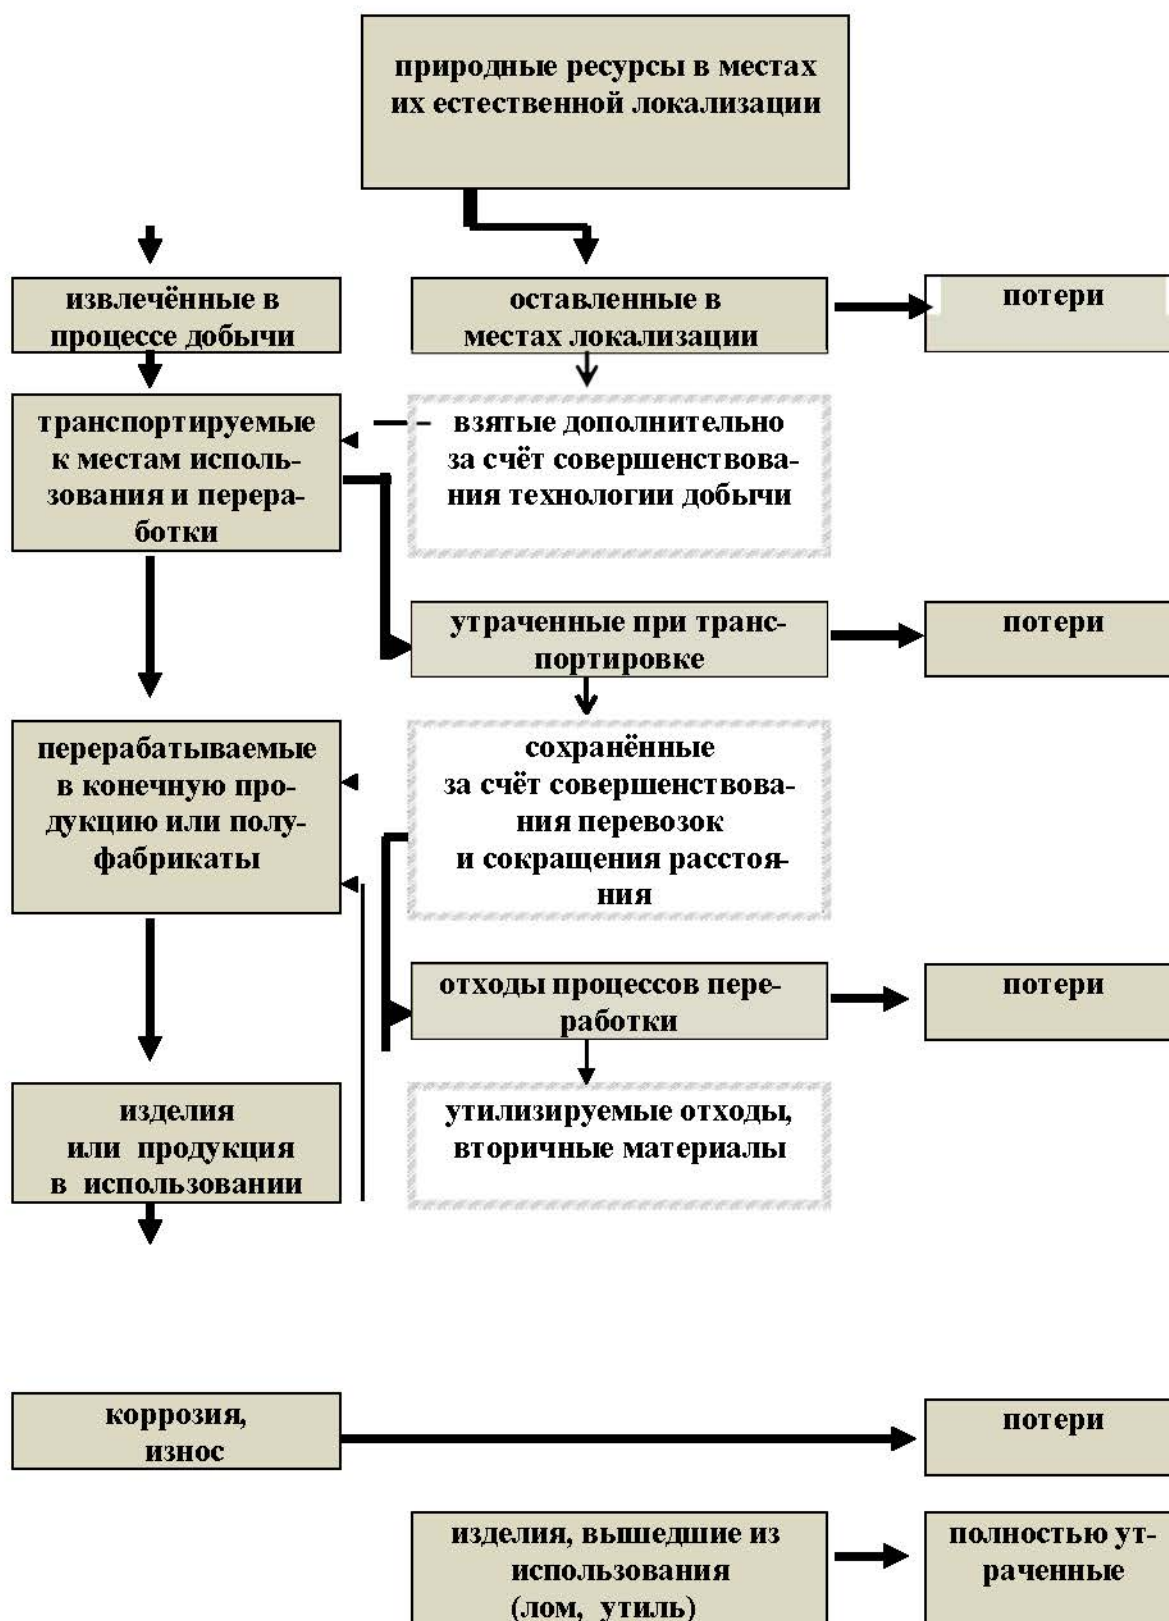 природные ресурсы в местах
их естественной локализации
извлечённые в
процессе добычи
оставленные в
местах локализации
потери
транспортируемые
к местам исполь-
зования и перера-
ботки
взятые дополнительно
за счёт совершенствова-
ния технологии добычи
утраченные при транс-
портировке
потери
перерабатываемые
в конечную про-
дукцию или полу-
фабрикаты
сохранённые
за счёт совершенствова-
ния перевозок
и сокращения расстоя-
ния
отходы процессов пере-
работки
потери
изделия
или продукция
в использовании
утилизируемые отходы,
вторичные материалы
коррозия,
износ
потери
изделия, вышедшие из
использования
(лом, утиль)
полностью ут-
раченные